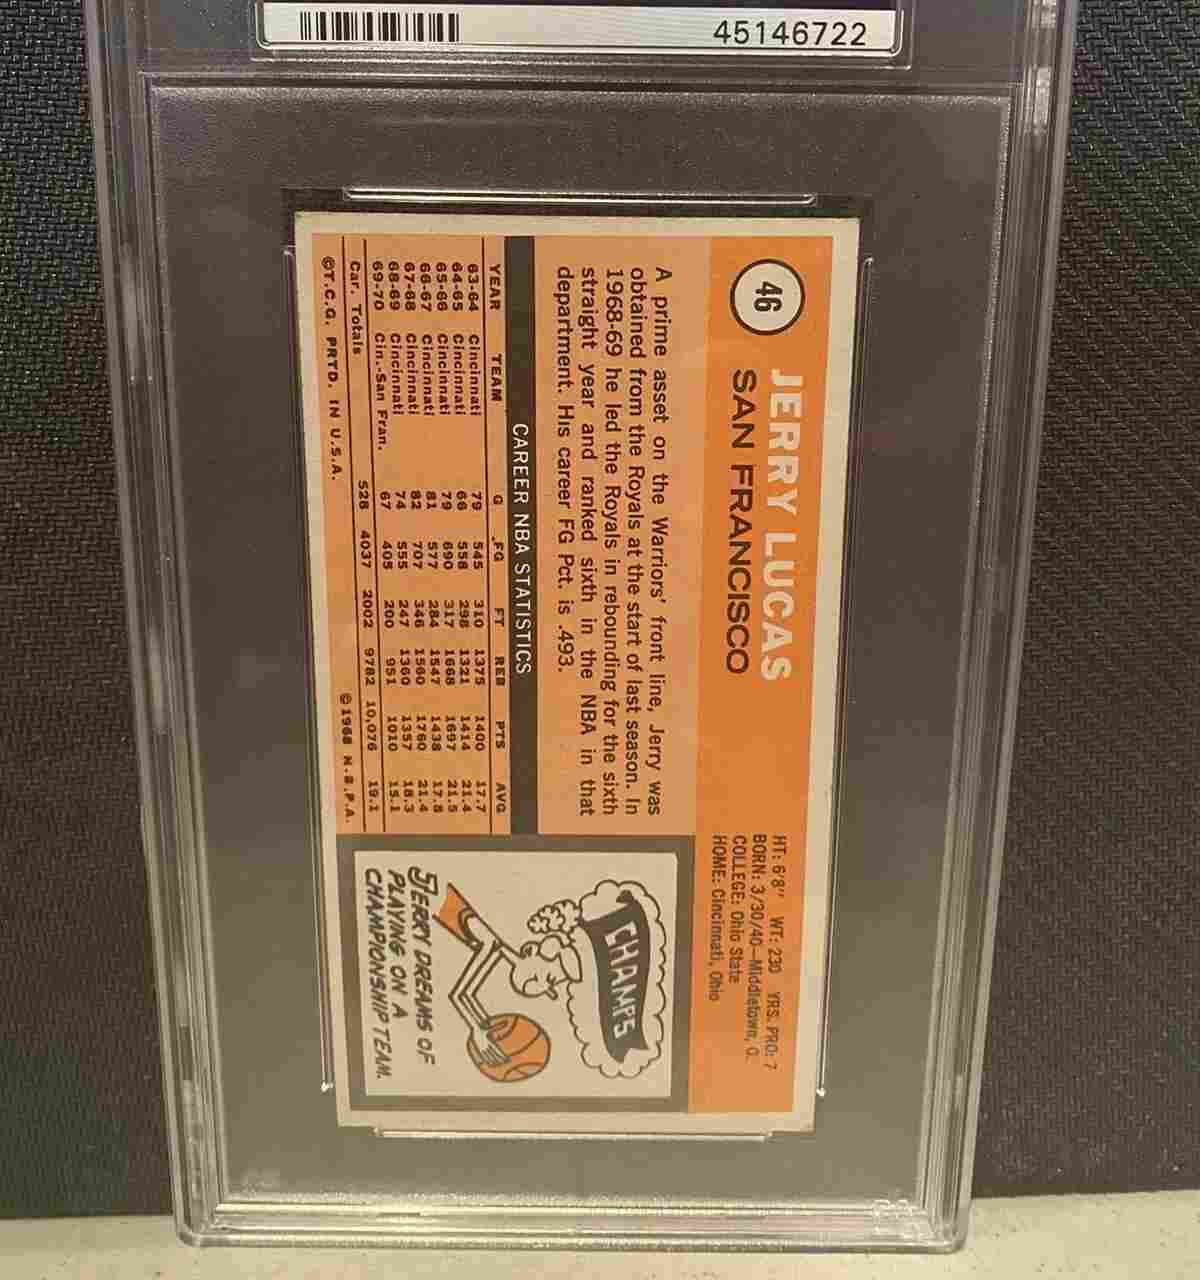 45146722
46
JERRY LUCAS
SAN FRANCISCO
HT: 6'8" WT: 230 YRS. PRO: 7
BORN: 3/30/40—Middletown, O.
COLLEGE: Ohio State
HOME: Cincinnati, Ohio
A prime asset on the Warriors' front line, Jerry was
obtained from the Royals at the start of last season. In
1968-69 he led the Royals in rebounding for the sixth
straight year and ranked sixth in the NBA in that
department. His career FG Pct. is .493.
CAREER NBA STATISTICS
YEAR TEAM G FG FT REB PTS AVG
63-64 Cincinnati 79 545 310 1375 1400 17.7
64-65 Cincinnati 66 558 298 1321 1414 21.4
65-66 Cincinnati 79 690 317 1668 1697 21.5
66-67 Cincinnati 81 577 284 1547 1438 17.8
67-68 Cincinnati 82 707 346 1560 1760 21.4
68-69 Cincinnati 74 555 247 1360 1357 18.3
69-70 Cin.-San Fran. 67 405 200 951 1010 15.1
Car. Totals 528 4037 2002 9782 10,076 19.1
©T.C.G. PRTD. IN U.S.A. ©1968 N.B.P.A.
CHAMPS
JERRY DREAMS OF
PLAYING ON A
CHAMPIONSHIP TEAM.